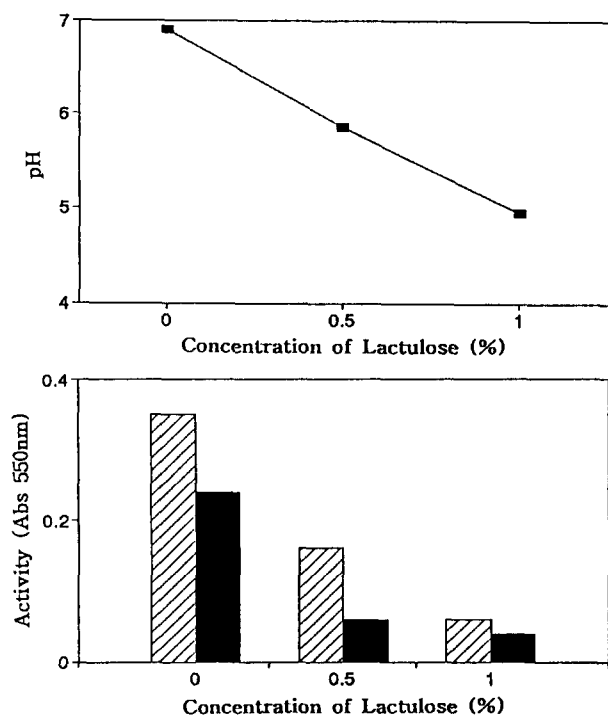 7
6
pH
5
4
0 0.5 1
Concentration of Lactulose (%)
0.4
Activity (Abs 550nm)
0.2
0
0 0.5 1
Concentration of Lactulose (%)